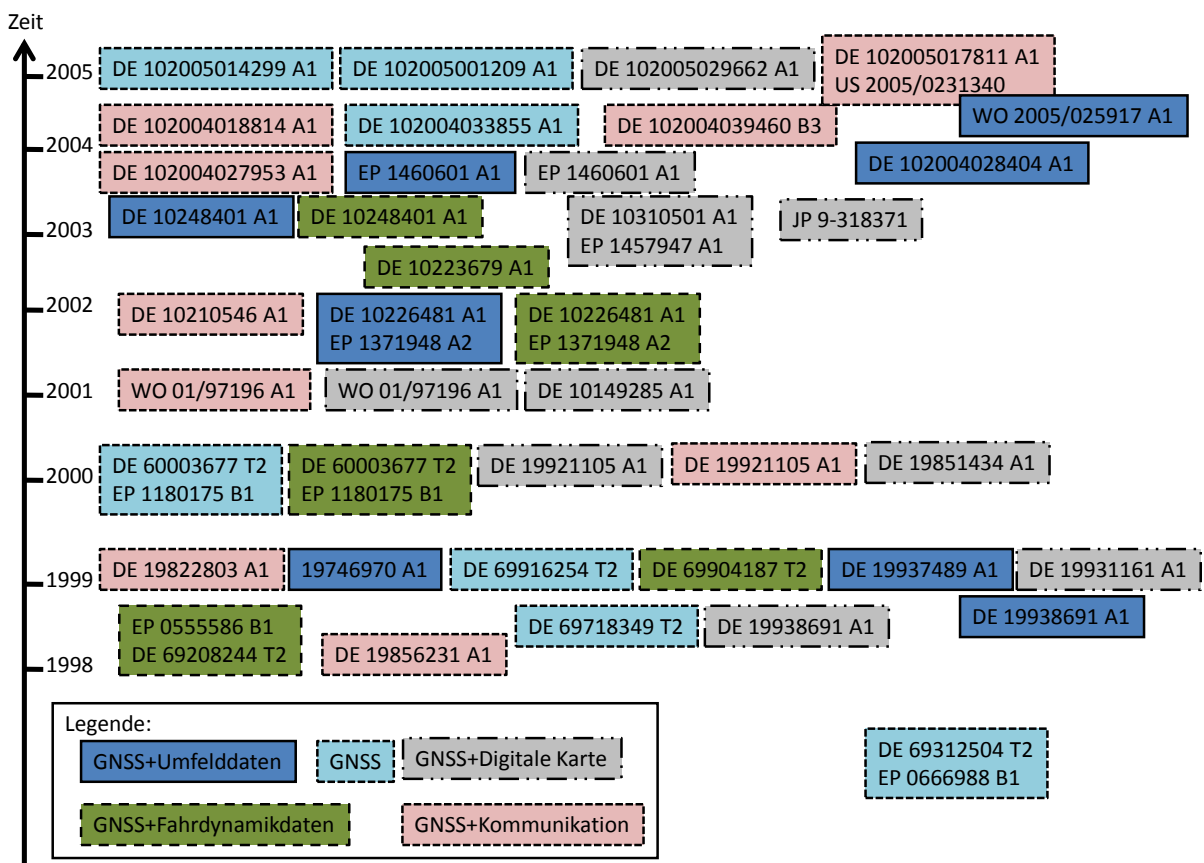 Zeit
2005
DE 102005014299 A1
DE 102005001209 A1
DE 102005029662 A1
DE 102005017811 A1
US 2005/0231340
WO 2005/025917 A1
DE 102004018814 A1
DE 102004033855 A1
DE 102004039460 B3
2004
DE 102004028404 A1
DE 102004027953 A1
EP 1460601 A1
EP 1460601 A1
DE 10248401 A1
DE 10248401 A1
DE 10310501 A1
EP 1457947 A1
JP 9-318371
2003
DE 10223679 A1
2002
DE 10210546 A1
DE 10226481 A1
EP 1371948 A2
DE 10226481 A1
EP 1371948 A2
2001
WO 01/97196 A1
WO 01/97196 A1
DE 10149285 A1
2000
DE 60003677 T2
EP 1180175 B1
DE 60003677 T2
EP 1180175 B1
DE 19921105 A1
DE 19921105 A1
DE 19851434 A1
1999
DE 19822803 A1
19746970 A1
DE 69916254 T2
DE 69904187 T2
DE 19937489 A1
DE 19931161 A1
EP 0555586 B1
DE 69208244 T2
DE 69718349 T2
DE 19938691 A1
DE 19938691 A1
1998
DE 19856231 A1
Legende:
GNSS+Umfelddaten
GNSS
GNSS+Digitale Karte
GNSS+Fahrdynamikdaten
GNSS+Kommunikation
DE 69312504 T2
EP 0666988 B1